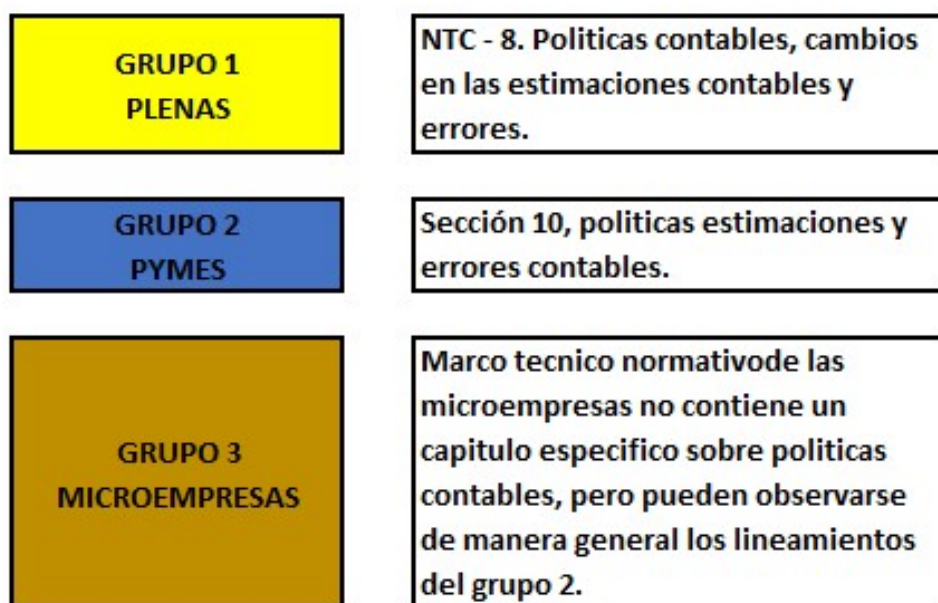 GRUPO 1
PLENAS
NTC - 8. Politicas contables, cambios
en las estimaciones contables y
errores.
GRUPO 2
PYMES
Sección 10, politicas estimaciones y
errores contables.
GRUPO 3
MICROEMPRESAS
Marco tecnico normativode las
microempresas no contiene un
capitulo especifico sobre politicas
contables, pero pueden observarse
de manera general los lineamientos
del grupo 2.